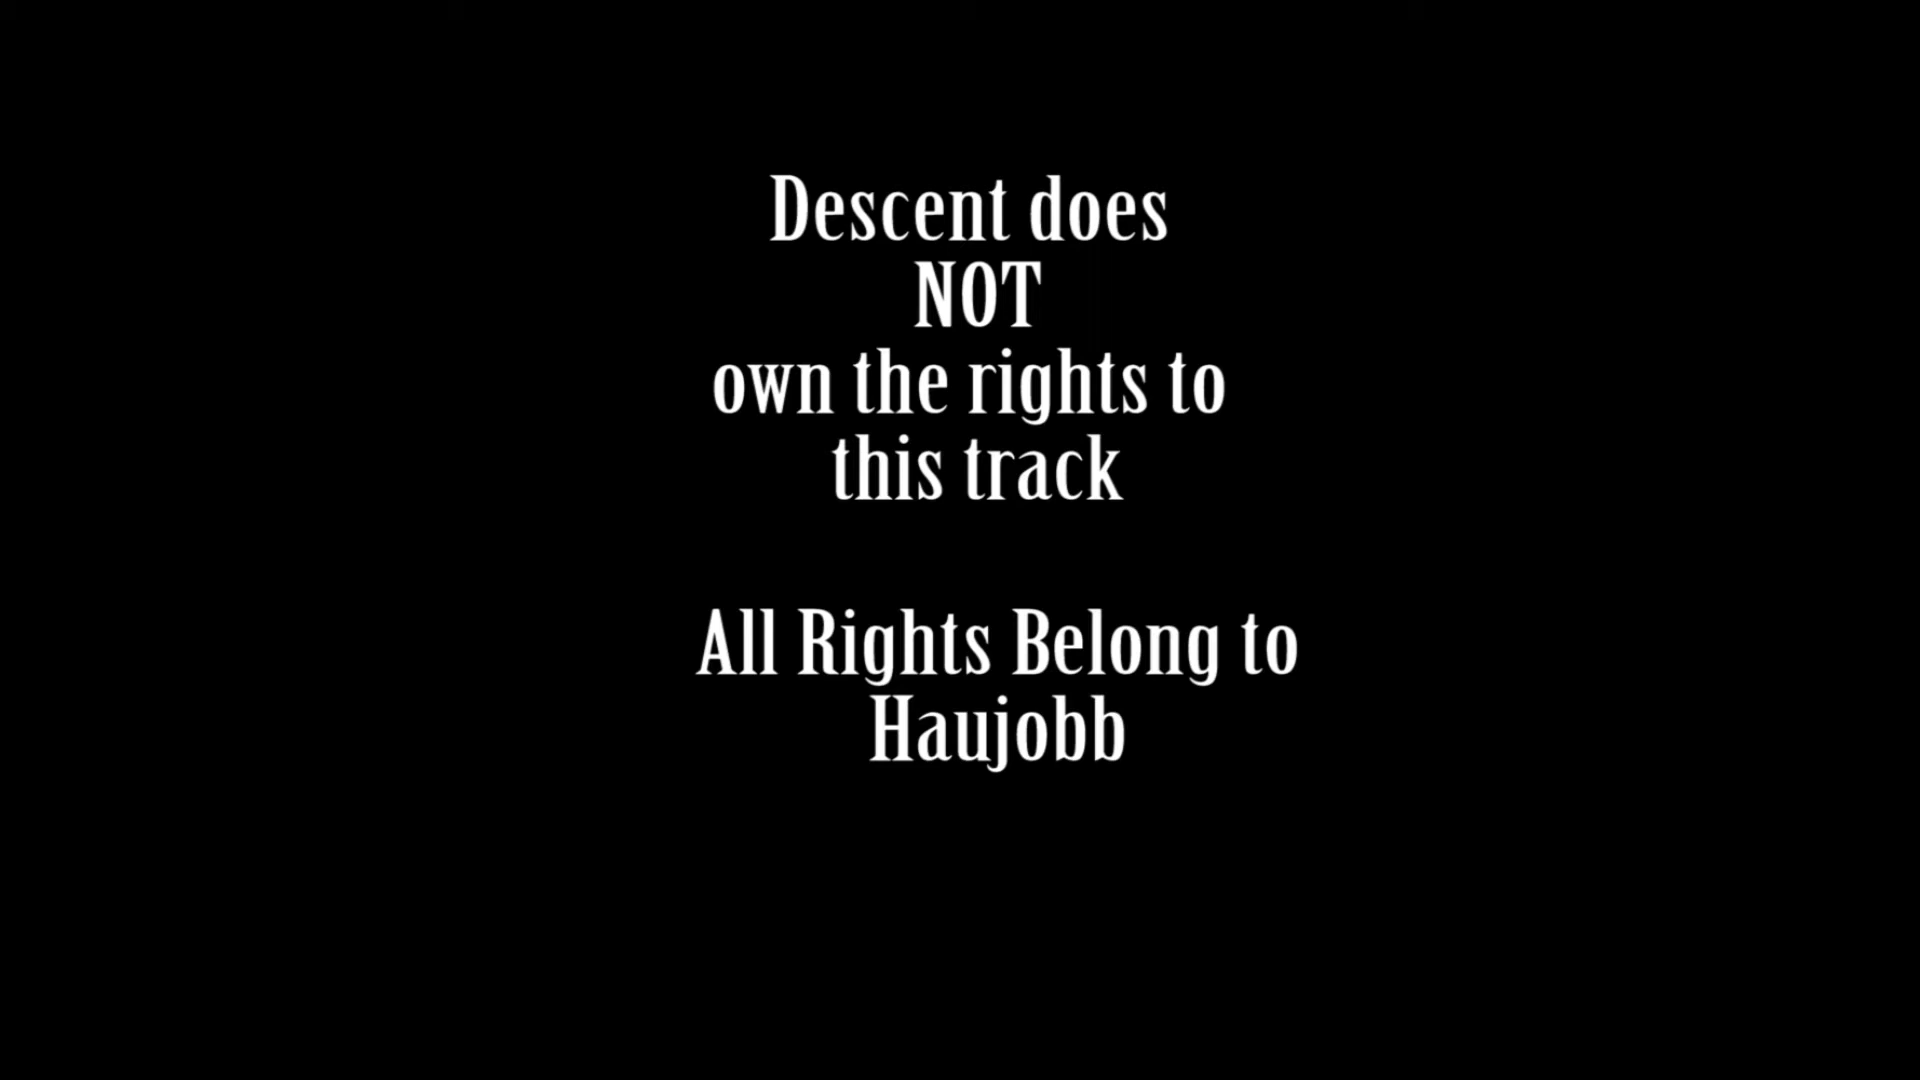 Descent does
NOT
own the rights to
this track
All Rights Belong to
Haujobb